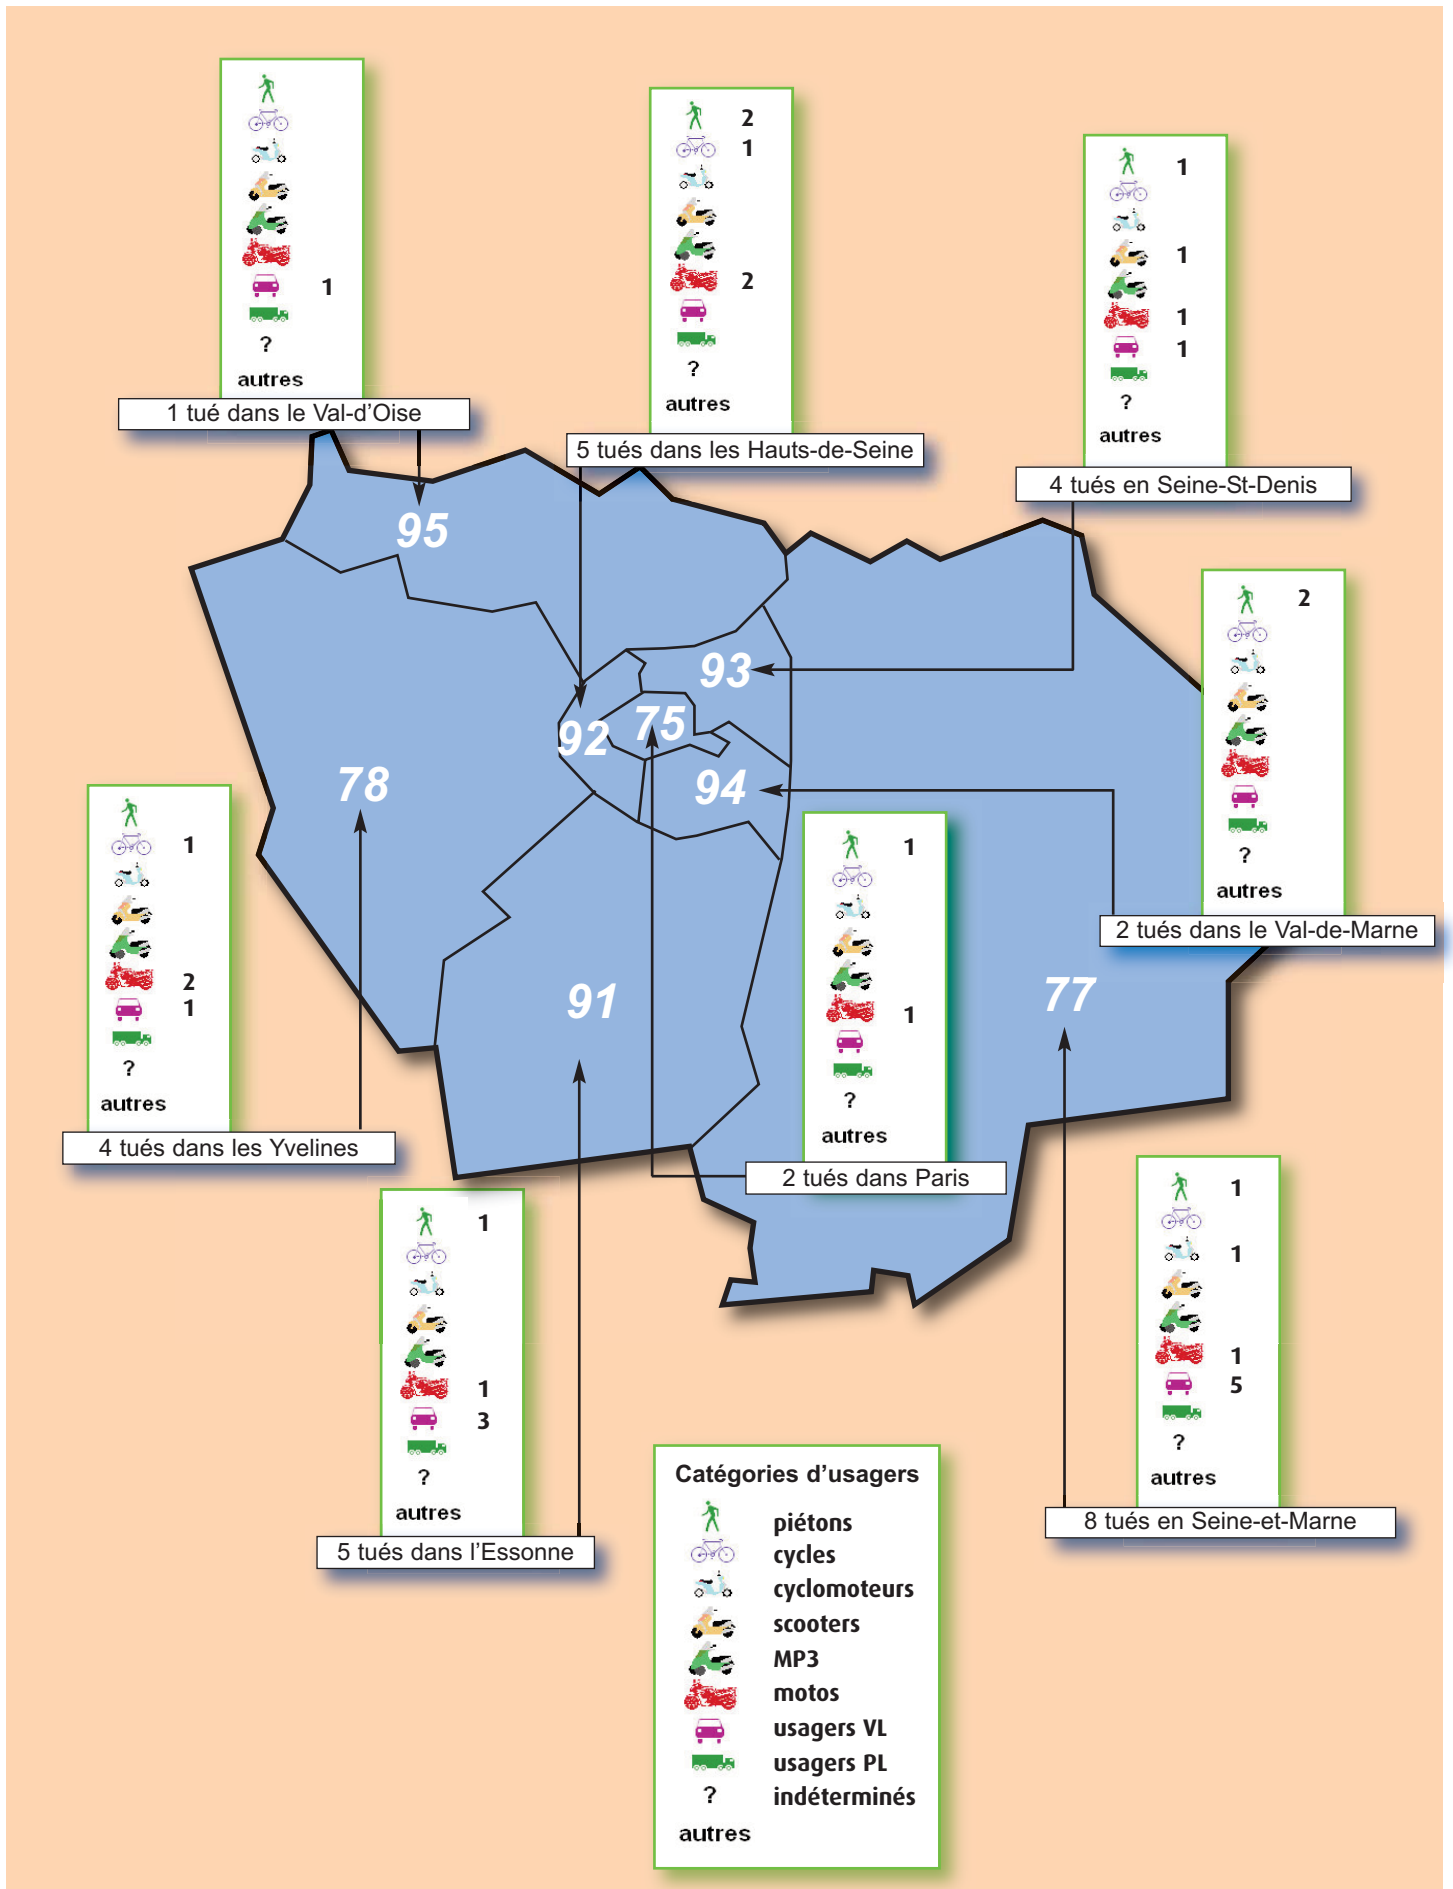 1
?
autres
1 tué dans le Val-d'Oise
2
1
2
?
autres
5 tués dans les Hauts-de-Seine
1
1
1
1
?
autres
4 tués en Seine-St-Denis
2
?
autres
2 tués dans le Val-de-Marne
95
93
75
92
94
78
91
77
1
2
1
?
autres
4 tués dans les Yvelines
1
1
?
autres
2 tués dans Paris
1
1
3
?
autres
5 tués dans l'Essonne
1
1
1
5
?
autres
8 tués en Seine-et-Marne
Catégories d'usagers
piétons
cycles
cyclomoteurs
scooters
MP3
motos
usagers VL
usagers PL
? indéterminés
autres